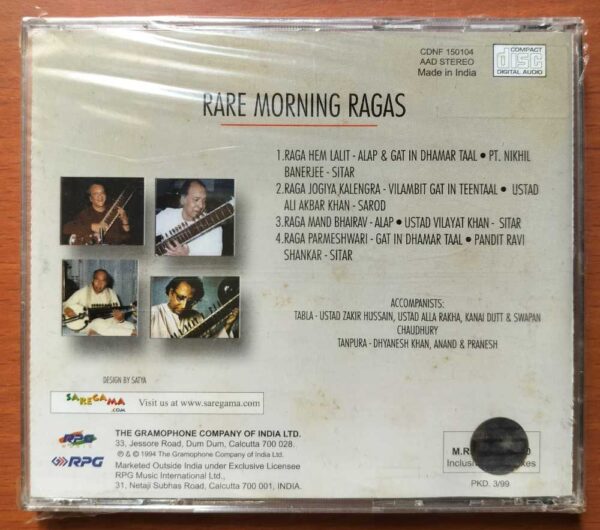 CDNF 150104
AAD STEREO
Made in India
COMPACT
disc
DIGITAL AUDIO
RARE MORNING RAGAS
1.RAGA HEM LALIT - ALAP & GAT IN DHAMAR TAAL • PT. NIKHIL
BANERJEE - SITAR
2.RAGA JOGIYA KALENGRA - VILAMBIT GAT IN TEENTAAL • USTAD
ALI AKBAR KHAN - SAROD
3.RAGA MAND BHAIRAV - ALAP • USTAD VILAYAT KHAN - SITAR
4.RAGA PARMESHWARI - GAT IN DHAMAR TAAL • PANDIT RAVI
SHANKAR - SITAR
ACCOMPANISTS:
TABLA - USTAD ZAKIR HUSSAIN, USTAD ALLA RAKHA, KANAI DUTT & SWAPAN
CHAUDHURY
TANPURA - DHYANESH KHAN, ANAND & PRANESH
DESIGN BY SATYA
SAREGAMA
.COM
Visit us at www.saregama.com
RPG
RPG
THE GRAMOPHONE COMPANY OF INDIA LTD.
33, Jessore Road, Dum Dum, Calcutta 700 028.
℗ & © 1994 The Gramophone Company of India Ltd.
Marketed Outside India under Exclusive Licensee
RPG Music International Ltd.,
31, Netaji Subhas Road, Calcutta 700 001, INDIA.
PKD. 3/99